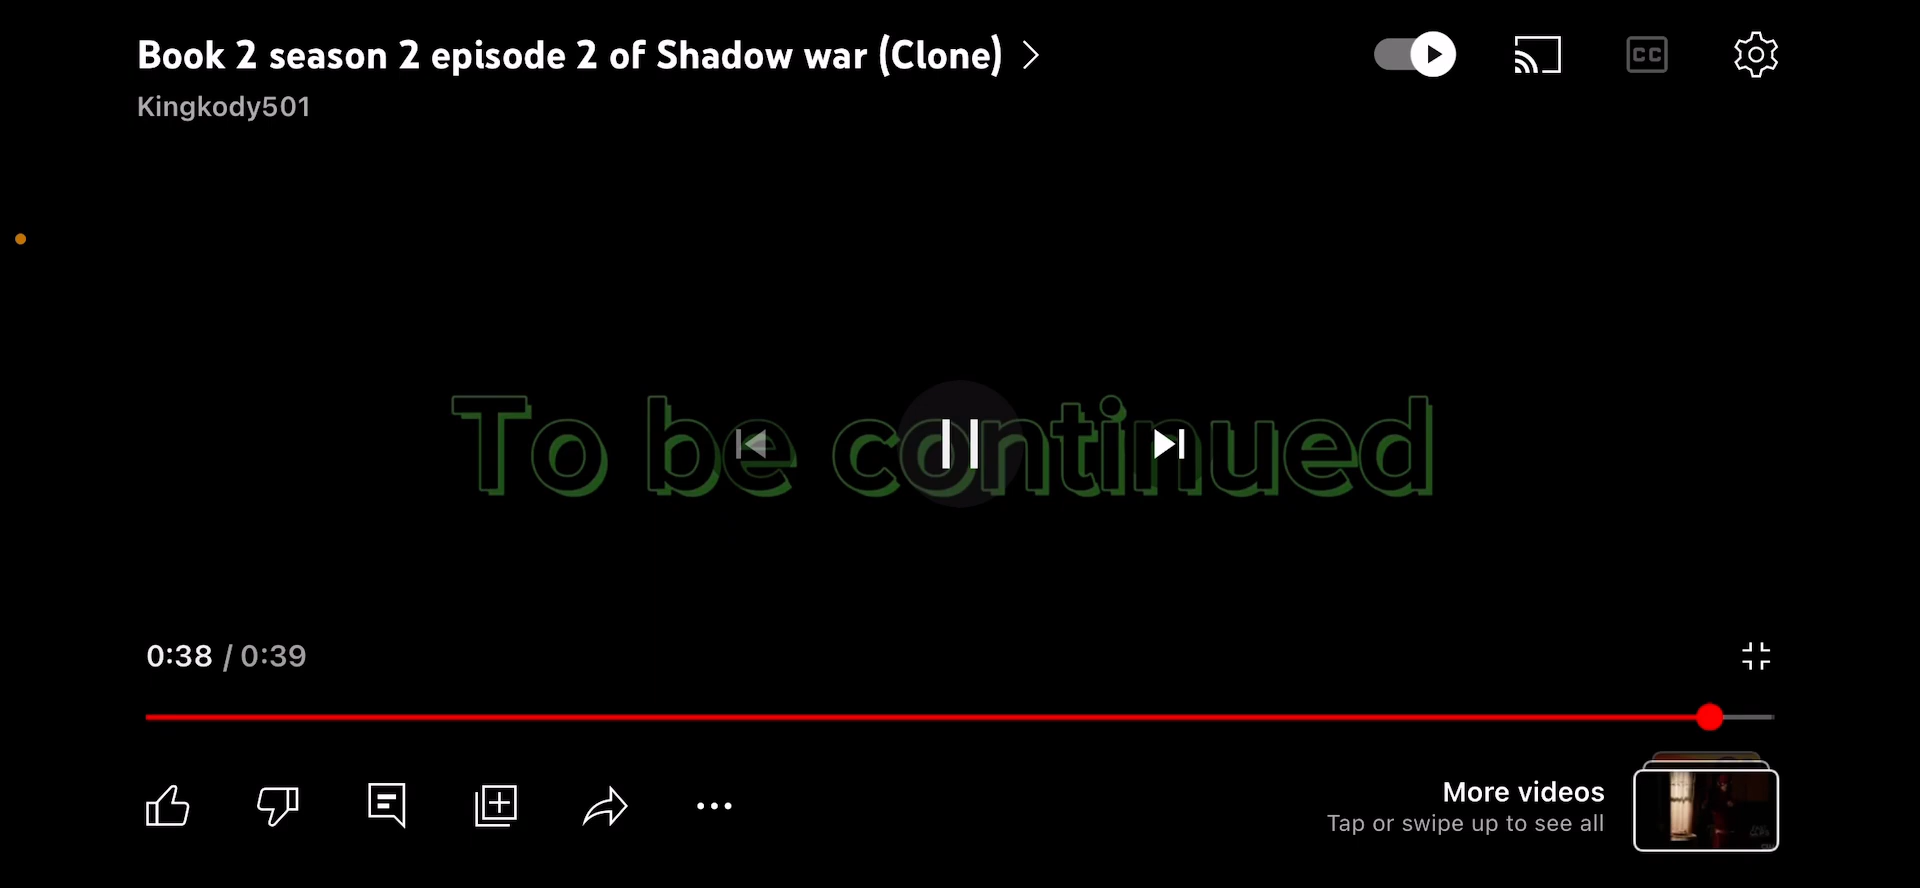 Book 2 season 2 episode 2 of Shadow war (Clone)
Kingkody501
CC
To be continued
0:38 / 0:39
More videos
Tap or swipe up to see all